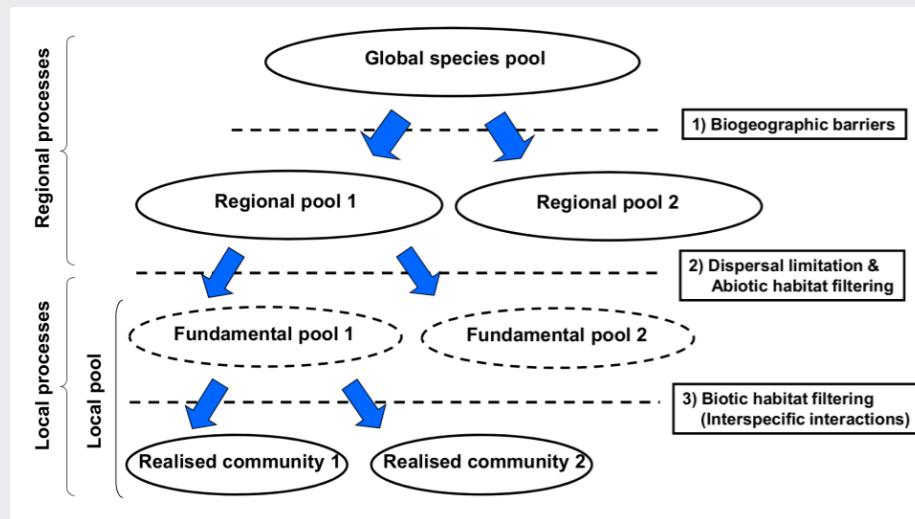 Global species pool
1) Biogeographic barriers
Regional processes
Regional pool 1
Regional pool 2
2) Dispersal limitation &
Abiotic habitat filtering
Fundamental pool 1
Fundamental pool 2
Local processes
Local pool
3) Biotic habitat filtering
(Interspecific interactions)
Realised community 1
Realised community 2